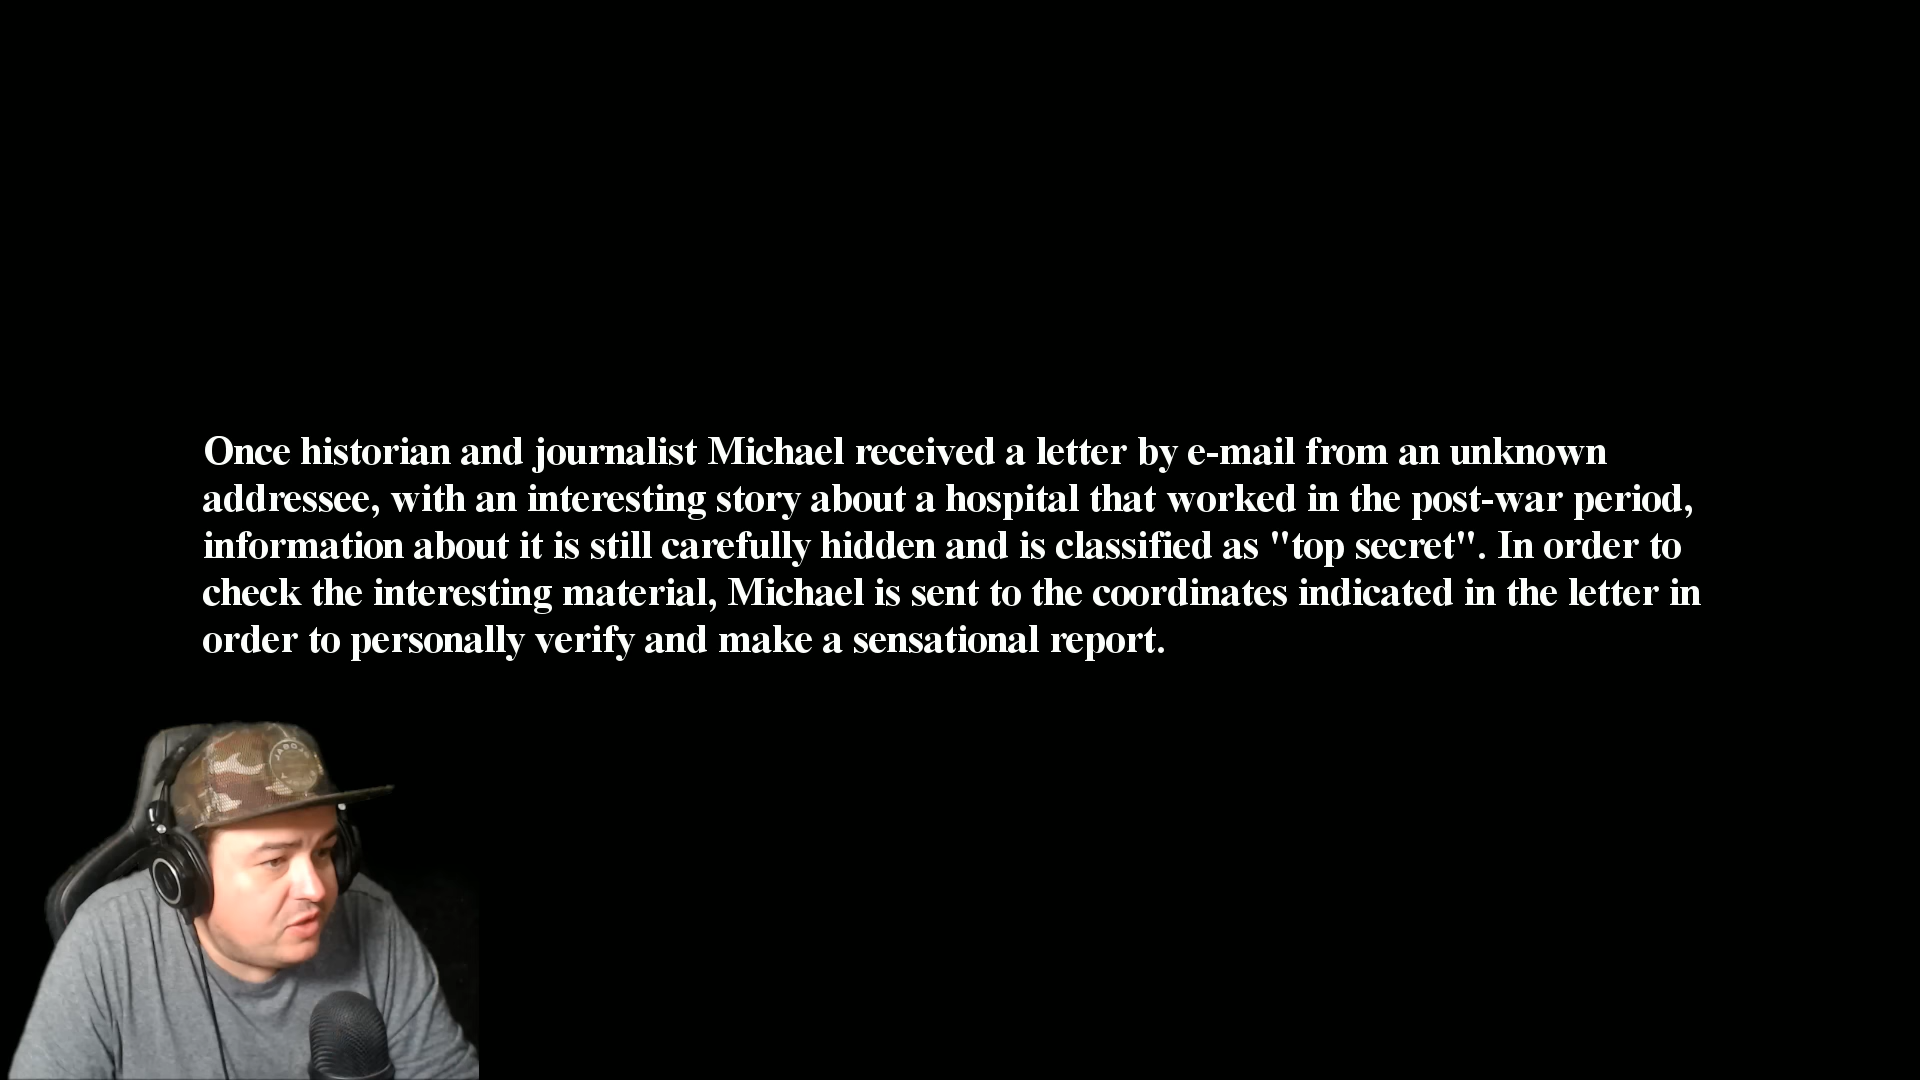 Once historian and journalist Michael received a letter by e-mail from an unknown
addressee, with an interesting story about a hospital that worked in the post-war period,
information about it is still carefully hidden and is classified as "top secret". In order to
check the interesting material, Michael is sent to the coordinates indicated in the letter in
order to personally verify and make a sensational report.